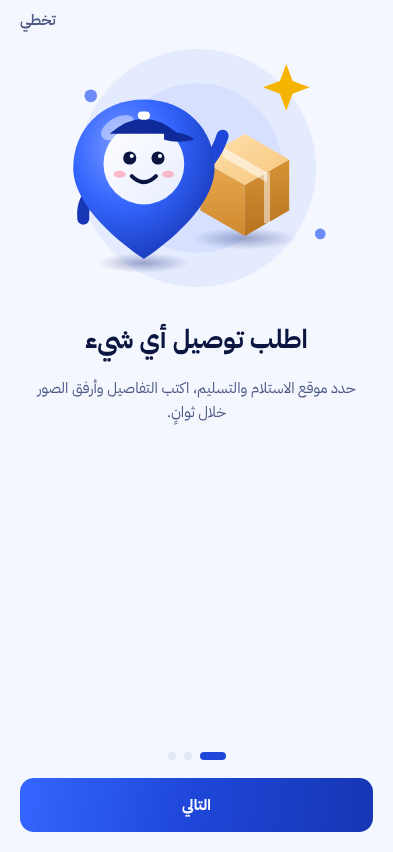 تخطي
اطلب توصيل أي شيء
حدد موقع الاستلام والتسليم، اكتب التفاصيل وأرفق الصور
خلال ثوانٍ.
التالي